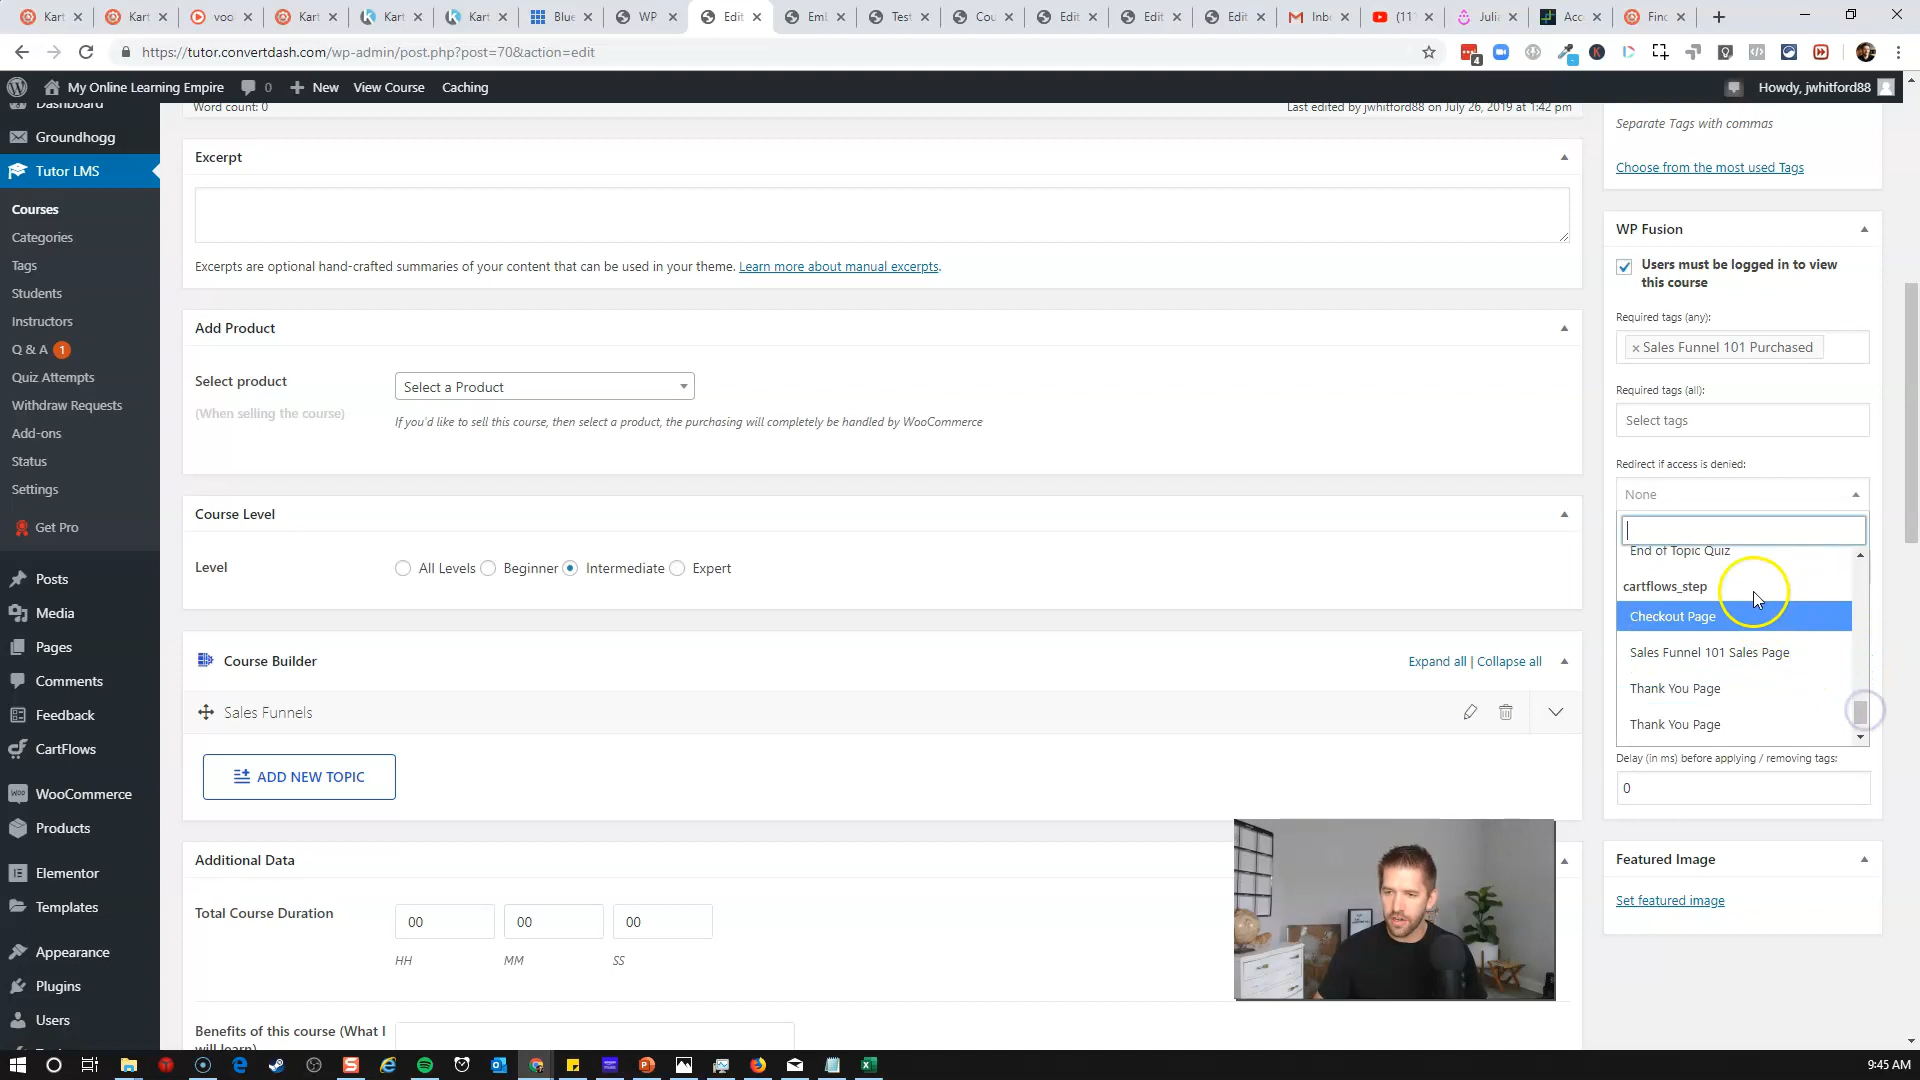 Kart
Kart
voo
Kart
Kart
Kart
Blue
WP
Edit
Emb
Test
Cou
Edit
Edit
Edit
Inbo
(11
Julia
Acc
Finc
https://tutor.convertdash.com/wp-admin/post.php?post=70&action=edit
4
My Online Learning Empire
0
New
View Course
Caching
Howdy, jwhitford88
Dashboard
Groundhogg
Tutor LMS
Courses
Categories
Tags
Students
Instructors
Q & A 1
Quiz Attempts
Withdraw Requests
Add-ons
Status
Settings
Get Pro
Posts
Media
Pages
Comments
Feedback
CartFlows
WooCommerce
Products
Elementor
Templates
Appearance
Plugins
Users
Word count: 0
Last edited by jwhitford88 on July 26, 2019 at 1:42 pm
Excerpt
Excerpts are optional hand-crafted summaries of your content that can be used in your theme. Learn more about manual excerpts.
Add Product
Select product
(When selling the course)
Select a Product
If you'd like to sell this course, then select a product, the purchasing will completely be handled by WooCommerce
Course Level
Level
All Levels Beginner Intermediate Expert
Course Builder
Expand all | Collapse all
Sales Funnels
ADD NEW TOPIC
Additional Data
Total Course Duration
00 00 00
HH MM SS
Benefits of this course (What I
will learn)
Separate Tags with commas
Choose from the most used Tags
WP Fusion
Users must be logged in to view
this course
Required tags (any):
× Sales Funnel 101 Purchased
Required tags (all):
Select tags
Redirect if access is denied:
None
End of Topic Quiz
cartflows_step
Checkout Page
Sales Funnel 101 Sales Page
Thank You Page
Thank You Page
Delay (in ms) before applying / removing tags:
0
Featured Image
Set featured image
9:45 AM